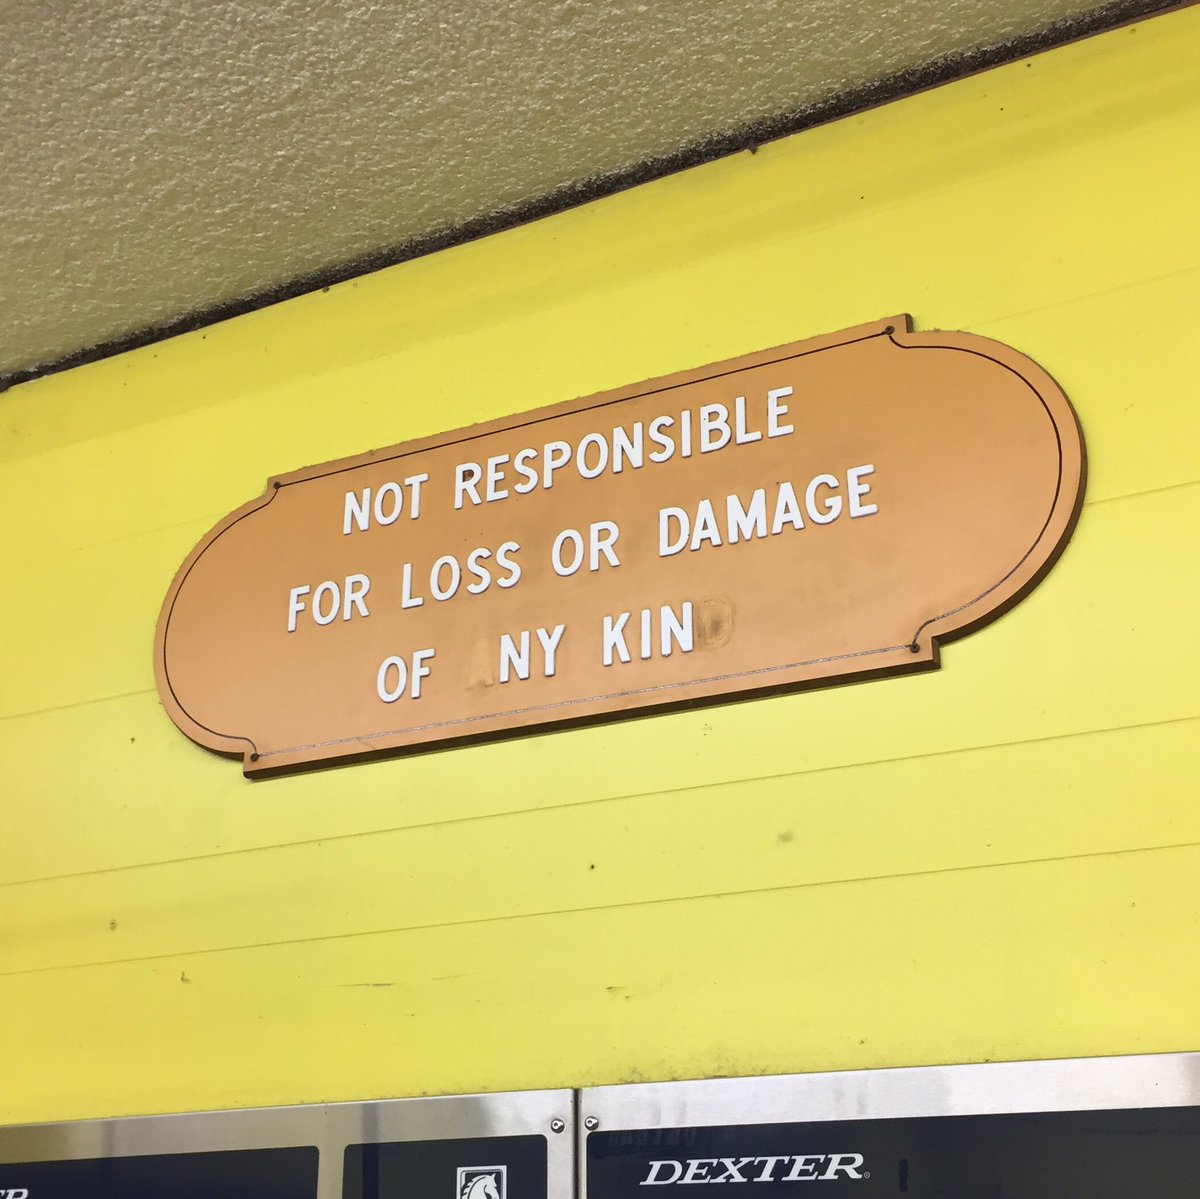 NOT RESPONSIBLE
FOR LOSS OR DAMAGE
OF NY KIN
DEXTER